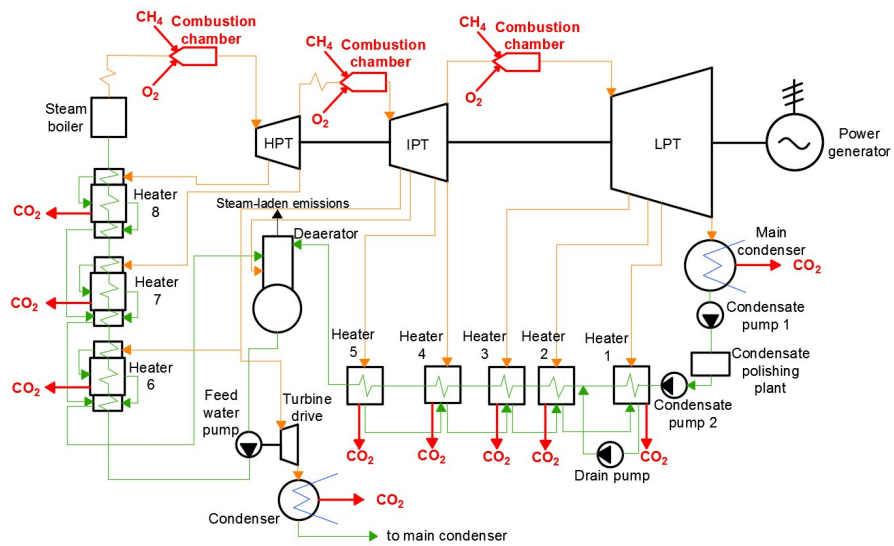 CH4
Combustion
chamber
O2
CH4
Combustion
chamber
O2
CH4
Combustion
chamber
O2
Steam
boiler
HPT
IPT
LPT
Power
generator
Heater
8
CO2
Steam-laden emissions
Deaerator
Main
condenser
CO2
Heater
7
CO2
Condensate
pump 1
Heater
5
Heater
4
Heater
3
Heater
2
Heater
1
Condensate
polishing
plant
Heater
6
CO2
Feed
water
pump
Turbine
drive
Condensate
pump 2
CO2
CO2
CO2
CO2
CO2
Drain pump
CO2
Condenser
to main condenser